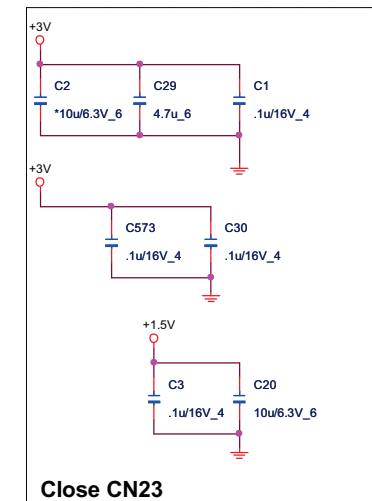 +3V
C2
C29
C1
*10u/6.3V_6
4.7u_6
.1u/16V_4
+3V
C573
C30
.1u/16V_4
.1u/16V_4
+1.5V
C3
C20
.1u/16V_4
10u/6.3V_6
Close CN23